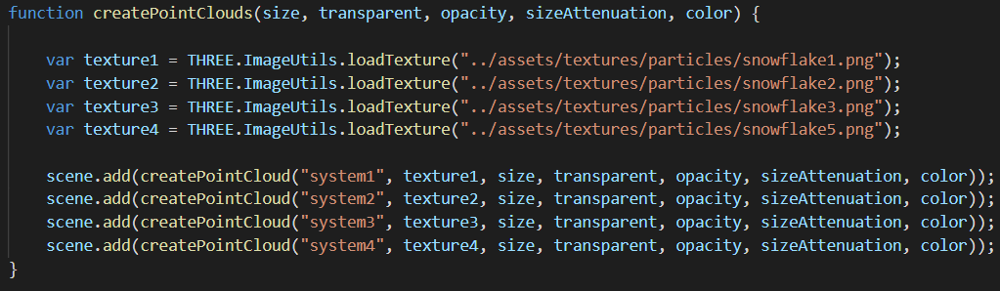 function createPointClouds(size, transparent, opacity, sizeAttenuation, color) {
var texture1 = THREE.ImageUtils.loadTexture("../assets/textures/particles/snowflake1.png");
var texture2 = THREE.ImageUtils.loadTexture("../assets/textures/particles/snowflake2.png");
var texture3 = THREE.ImageUtils.loadTexture("../assets/textures/particles/snowflake3.png");
var texture4 = THREE.ImageUtils.loadTexture("../assets/textures/particles/snowflake5.png");
scene.add(createPointCloud("system1", texture1, size, transparent, opacity, sizeAttenuation, color));
scene.add(createPointCloud("system2", texture2, size, transparent, opacity, sizeAttenuation, color));
scene.add(createPointCloud("system3", texture3, size, transparent, opacity, sizeAttenuation, color));
scene.add(createPointCloud("system4", texture4, size, transparent, opacity, sizeAttenuation, color));
}